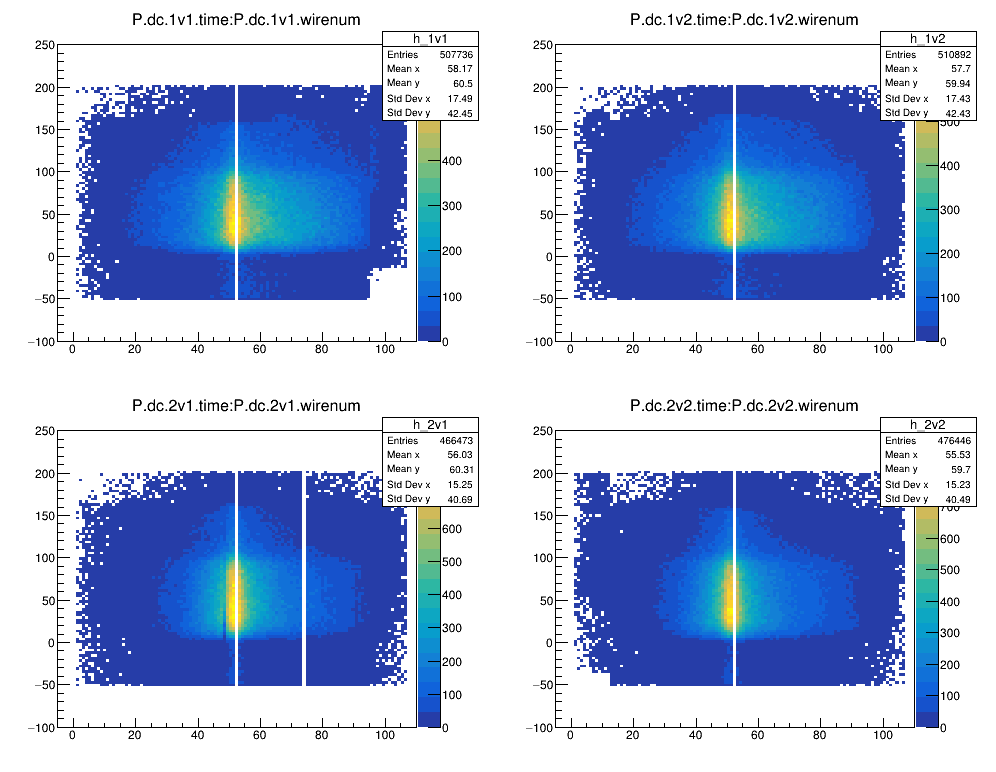 P.dc.1v1.time:P.dc.1v1.wirenum
h_1v1
Entries 507736
Mean x 58.17
Mean y 60.5
Std Dev x 17.49
Std Dev y 42.45
250
200
150
100
50
0
−50
−100
0 20 40 60 80 100
400
300
200
100
0
P.dc.1v2.time:P.dc.1v2.wirenum
h_1v2
Entries 510892
Mean x 57.7
Mean y 59.94
Std Dev x 17.43
Std Dev y 42.43
250
200
150
100
50
0
−50
−100
0 20 40 60 80 100
500
400
300
200
100
0
P.dc.2v1.time:P.dc.2v1.wirenum
h_2v1
Entries 466473
Mean x 56.03
Mean y 60.31
Std Dev x 15.25
Std Dev y 40.69
250
200
150
100
50
0
−50
−100
0 20 40 60 80 100
600
500
400
300
200
100
0
P.dc.2v2.time:P.dc.2v2.wirenum
h_2v2
Entries 476446
Mean x 55.53
Mean y 59.7
Std Dev x 15.23
Std Dev y 40.49
250
200
150
100
50
0
−50
−100
0 20 40 60 80 100
700
600
500
400
300
200
100
0